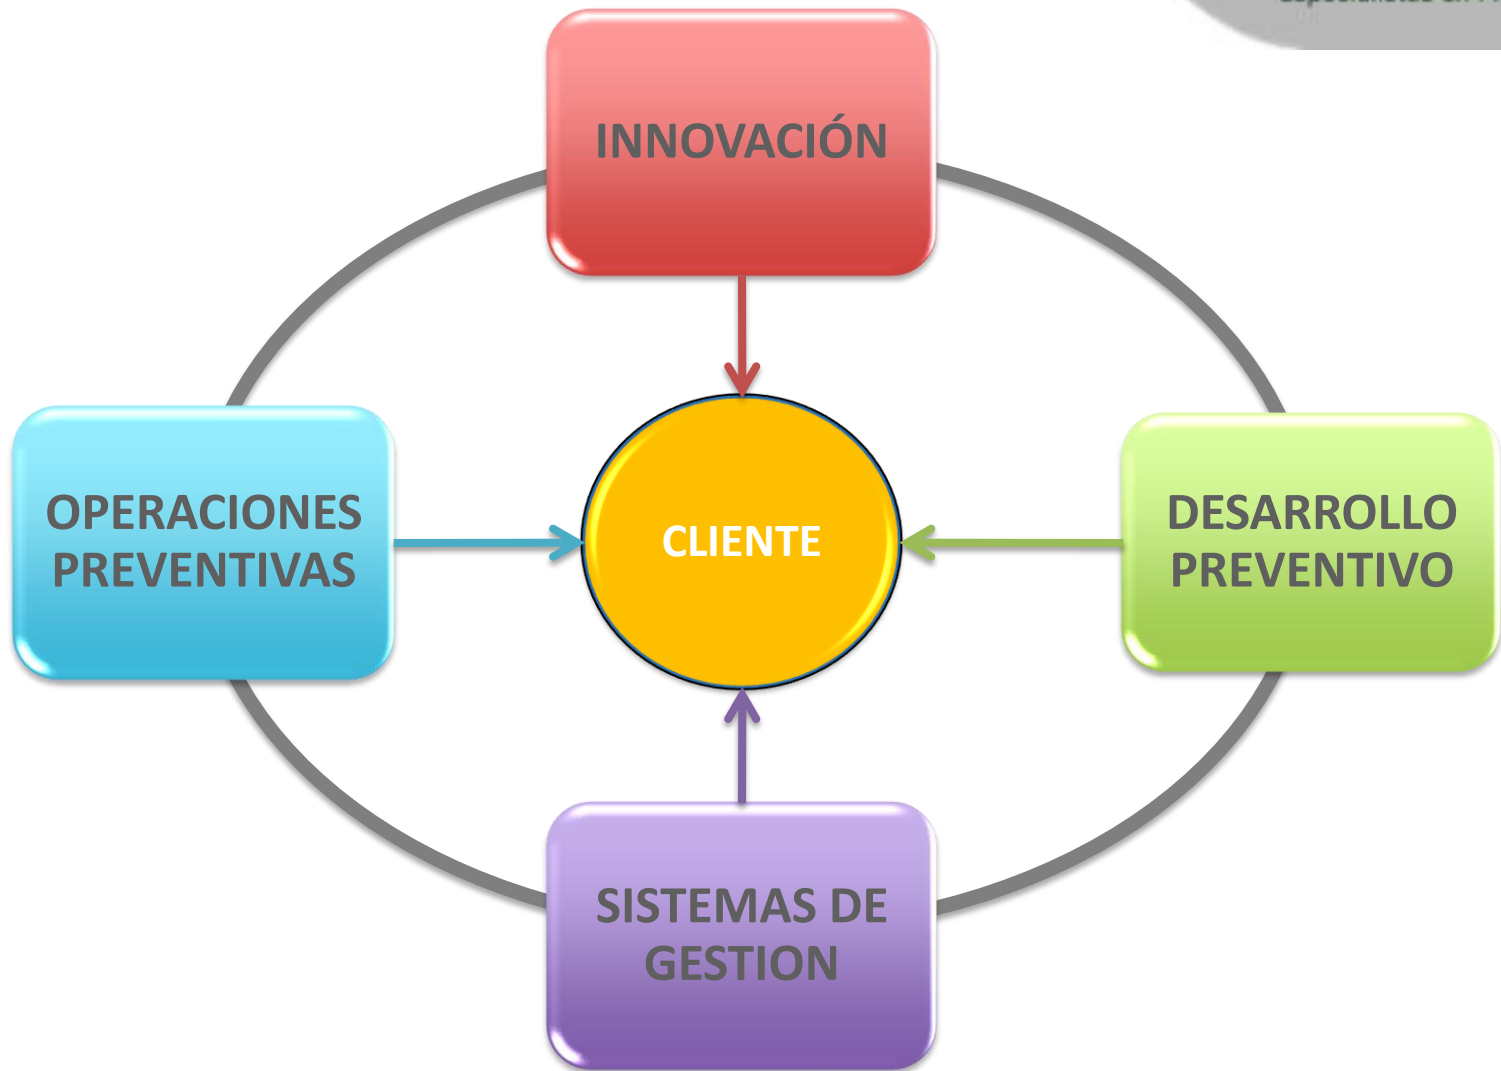 INNOVACIÓN
OPERACIONES
PREVENTIVAS
CLIENTE
DESARROLLO
PREVENTIVO
SISTEMAS DE
GESTION